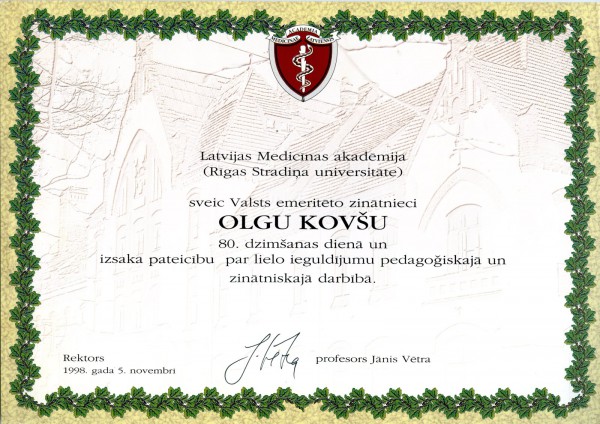 ACADEMIA
MEDICINAE LATVIENSIS
Latvijas Medicīnas akadēmija
(Rīgas Stradiņa universitāte)
sveic Valsts emeritēto zinātnieci
OLGU KOVŠU
80. dzimšanas dienā un
izsaka pateicību par lielo ieguldījumu pedagoģiskajā un
zinātniskajā darbībā.
Rektors
1998. gada 5. novembrī
J. Vētra
profesors Jānis Vētra